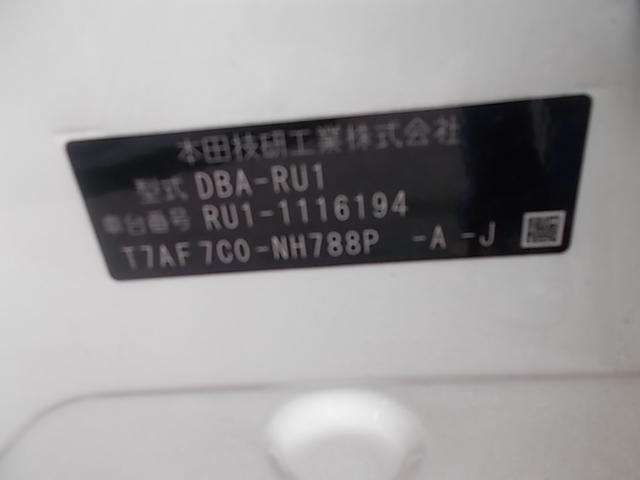 本田技研工業株式会社
型式 DBA-RU1
車台番号 RU1-1116194
T7AF7C0-NH788P -A -J